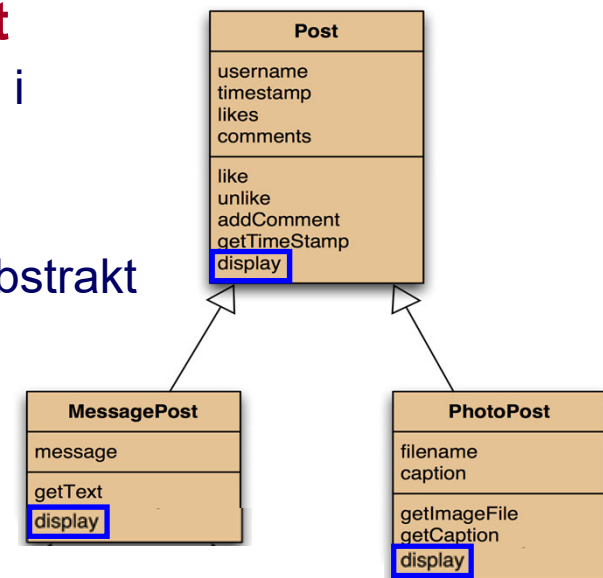 t
i
bstrakt
Post
username
timestamp
likes
comments
like
unlike
addComment
getTimeStamp
display
MessagePost
message
getText
display
PhotoPost
filename
caption
getImageFile
getCaption
display